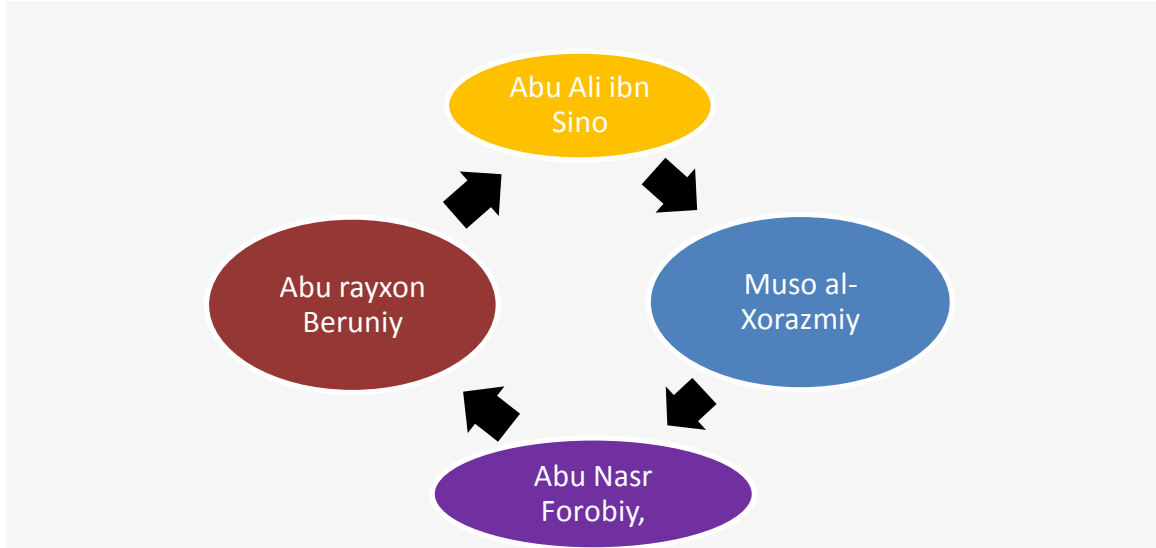 Abu Ali ibn
Sino
Abu rayxon
Beruniy
Muso al-
Xorazmiy
Abu Nasr
Forobiy,